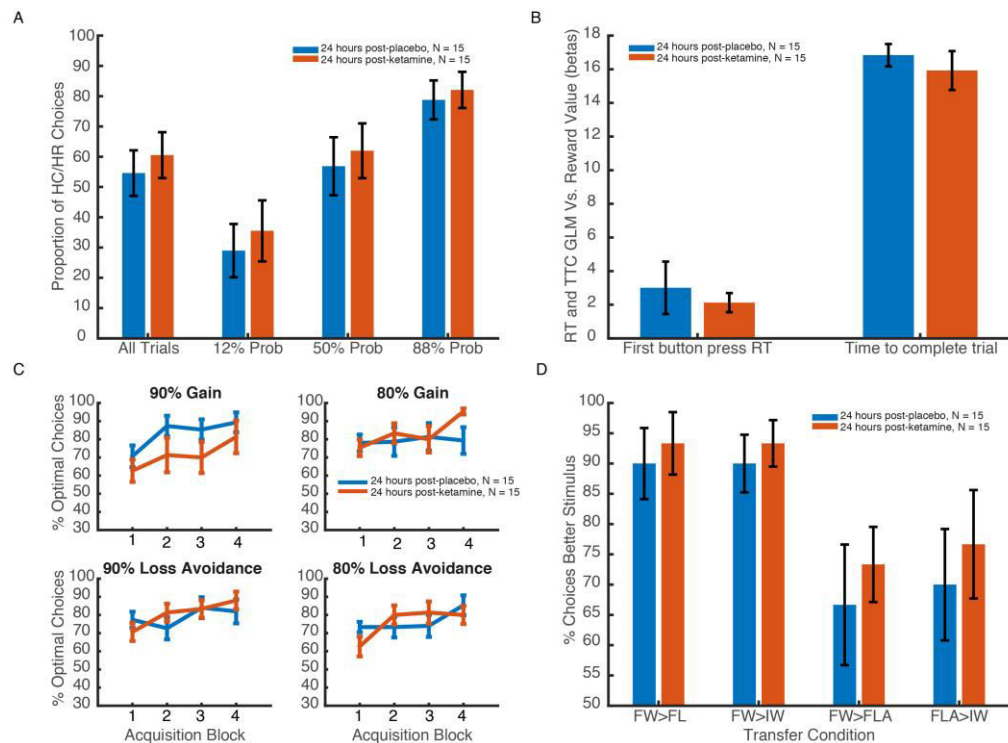 A
24 hours post-placebo, N = 15
24 hours post-ketamine, N = 15
Proportion of HC/HR Choices
100
90
80
70
60
50
40
30
20
10
0
All Trials 12% Prob 50% Prob 88% Prob
B
24 hours post-placebo, N = 15
24 hours post-ketamine, N = 15
RT and TTC GLM Vs. Reward Value (betas)
18
16
14
12
10
8
6
4
2
0
First button press RT Time to complete trial
C
90% Gain
% Optimal Choices
100
90
80
70
60
50
40
30
1 2 3 4
80% Gain
100
90
80
70
60
50
40
30
24 hours post-placebo, N = 15
24 hours post-ketamine, N = 15
1 2 3 4
90% Loss Avoidance
% Optimal Choices
100
90
80
70
60
50
40
30
1 2 3 4
Acquisition Block
80% Loss Avoidance
100
90
80
70
60
50
40
30
1 2 3 4
Acquisition Block
D
24 hours post-placebo, N = 15
24 hours post-ketamine, N = 15
% Choices Better Stimulus
100
95
90
85
80
75
70
65
60
55
50
FW>FL FW>IW FW>FLA FLA>IW
Transfer Condition